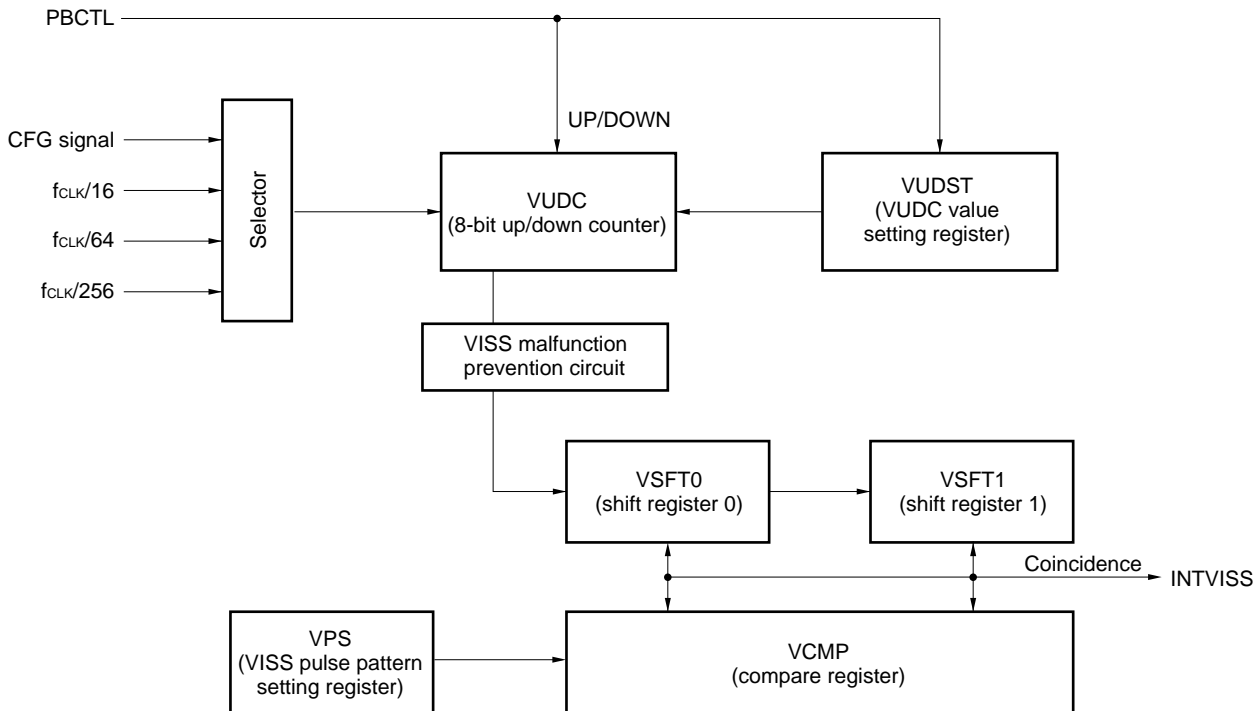 PBCTL
UP/DOWN
CFG signal
fCLK/16
fCLK/64
fCLK/256
Selector
VUDC
(8-bit up/down counter)
VUDST
(VUDC value
setting register)
VISS malfunction
prevention circuit
VSFT0
(shift register 0)
VSFT1
(shift register 1)
Coincidence
INTVISS
VPS
(VISS pulse pattern
setting register)
VCMP
(compare register)